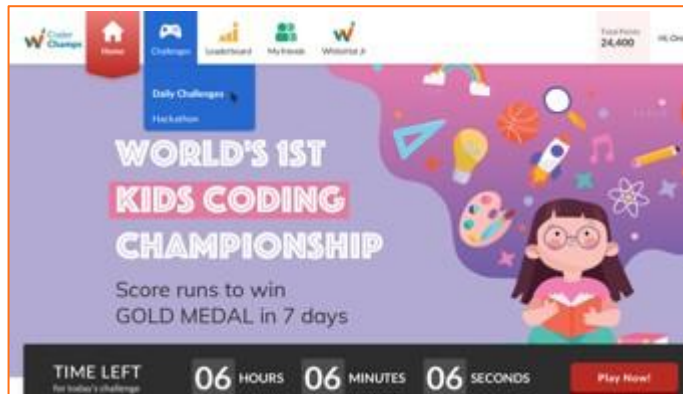 Coder
Champs
Home
Challenges
Leaderboard
My friends
WhiteHat Jr
Total Points
24,400
Hi,
Daily Challenges
Hackathon
WORLD'S 1ST
KIDS CODING
CHAMPIONSHIP
Score runs to win
GOLD MEDAL in 7 days
TIME LEFT
for today's challenge
06 HOURS 06 MINUTES 06 SECONDS
Play Now!